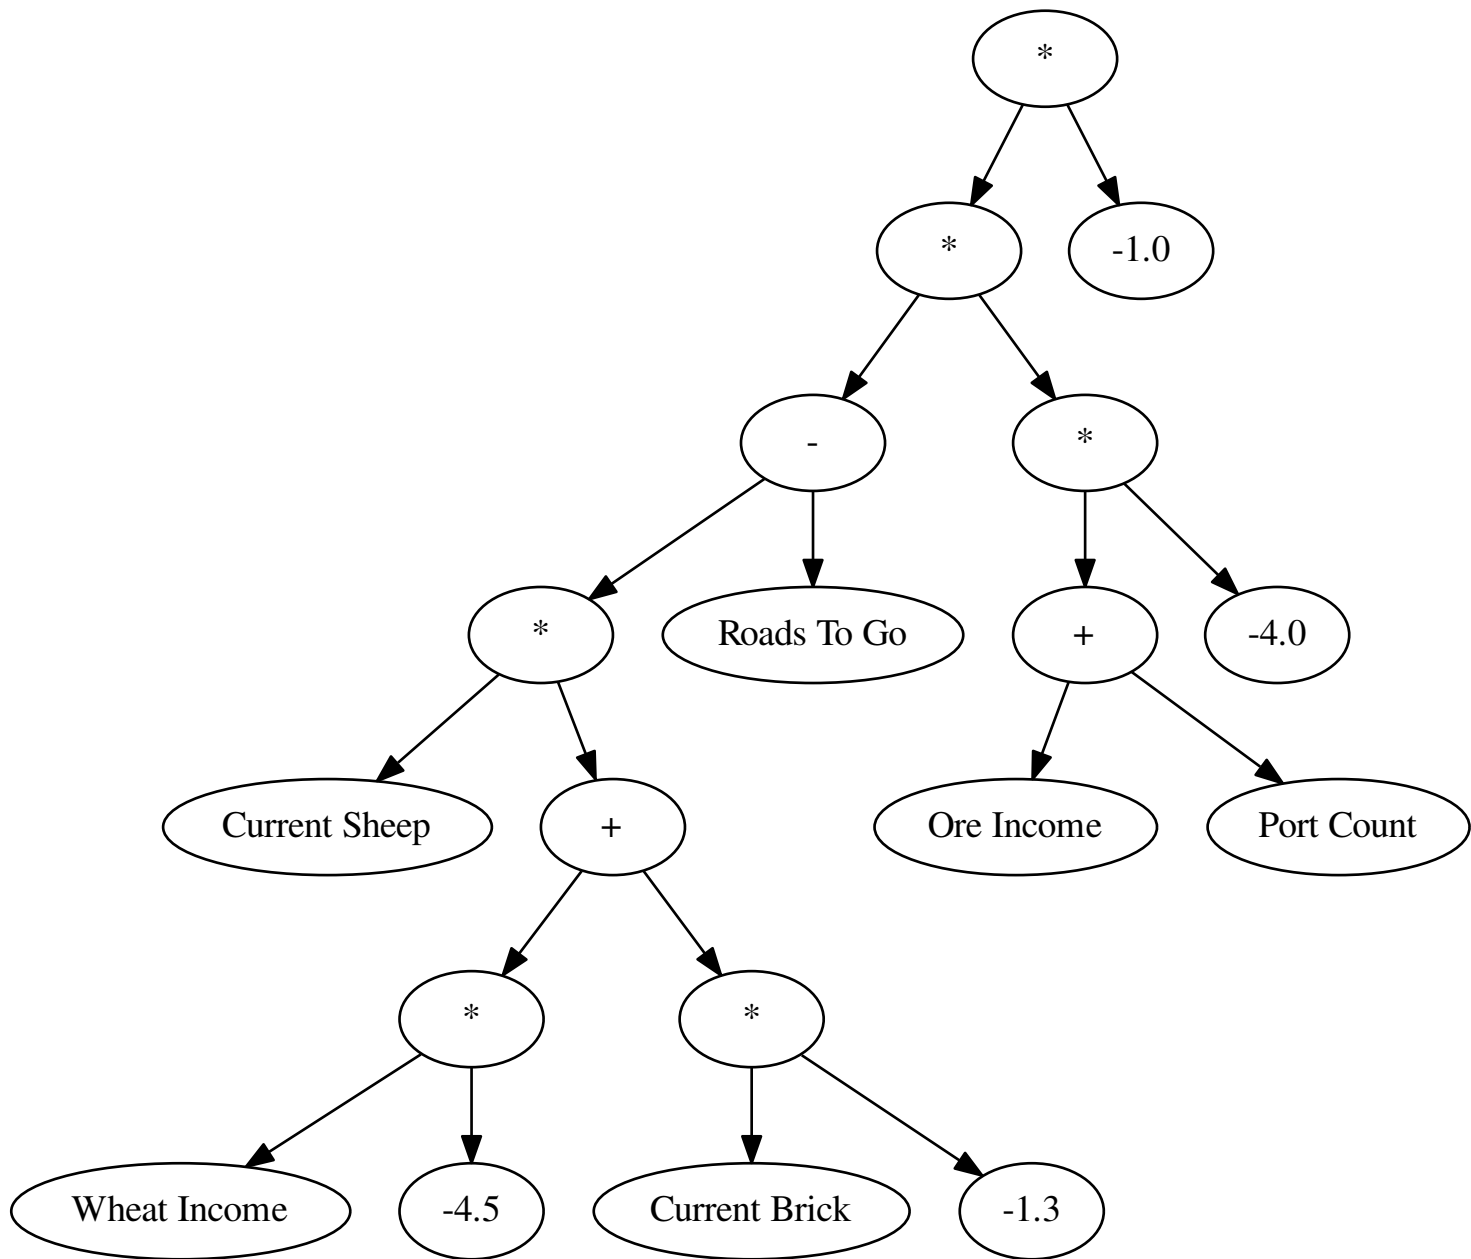 *
*
-1.0
-
*
*
Roads To Go
+
-4.0
Current Sheep
+
Ore Income
Port Count
*
*
Wheat Income
-4.5
Current Brick
-1.3